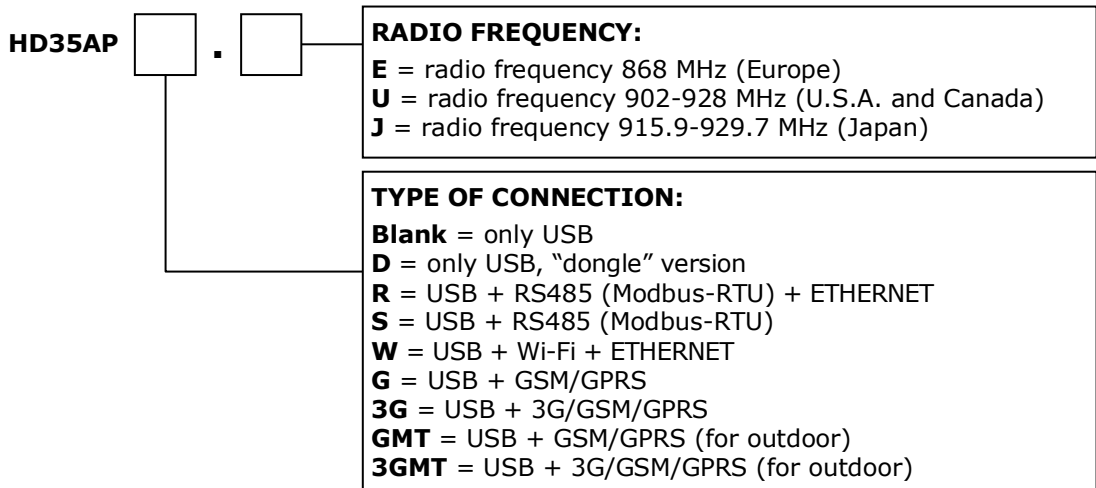 HD35AP .
RADIO FREQUENCY:
E = radio frequency 868 MHz (Europe)
U = radio frequency 902-928 MHz (U.S.A. and Canada)
J = radio frequency 915.9-929.7 MHz (Japan)
TYPE OF CONNECTION:
Blank = only USB
D = only USB, “dongle” version
R = USB + RS485 (Modbus-RTU) + ETHERNET
S = USB + RS485 (Modbus-RTU)
W = USB + Wi-Fi + ETHERNET
G = USB + GSM/GPRS
3G = USB + 3G/GSM/GPRS
GMT = USB + GSM/GPRS (for outdoor)
3GMT = USB + 3G/GSM/GPRS (for outdoor)